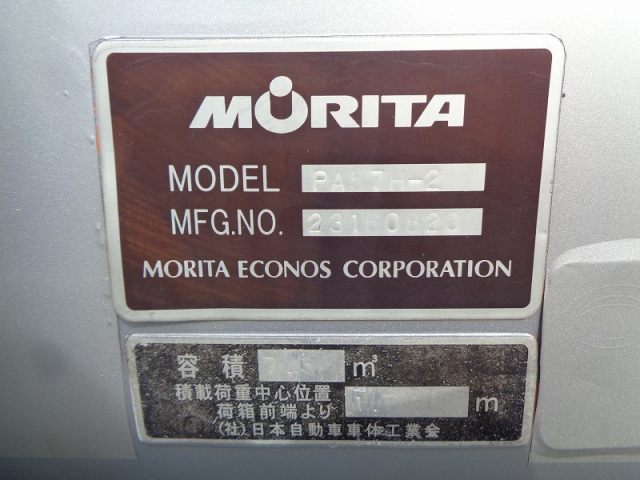 MORITA
MODEL
MFG.NO.
MORITA ECONOS CORPORATION
容積 m³
積載荷重中心位置
荷箱前端より m
(社)日本自動車車体工業会